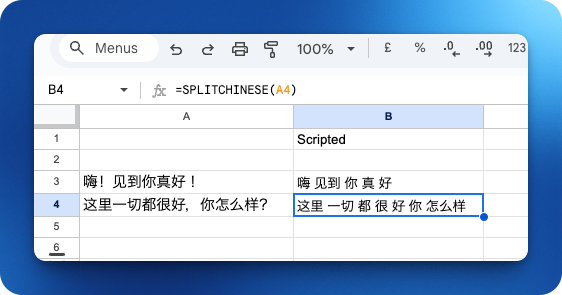 Menus 100% £ % .0 .00 123
B4 fx =SPLITCHINESE(A4)
A B
1 Scripted
2
3 嗨！见到你真好！ 嗨 见到 你 真 好
4 这里一切都很好，你怎么样？ 这里 一切 都 很 好 你 怎么样
5
6